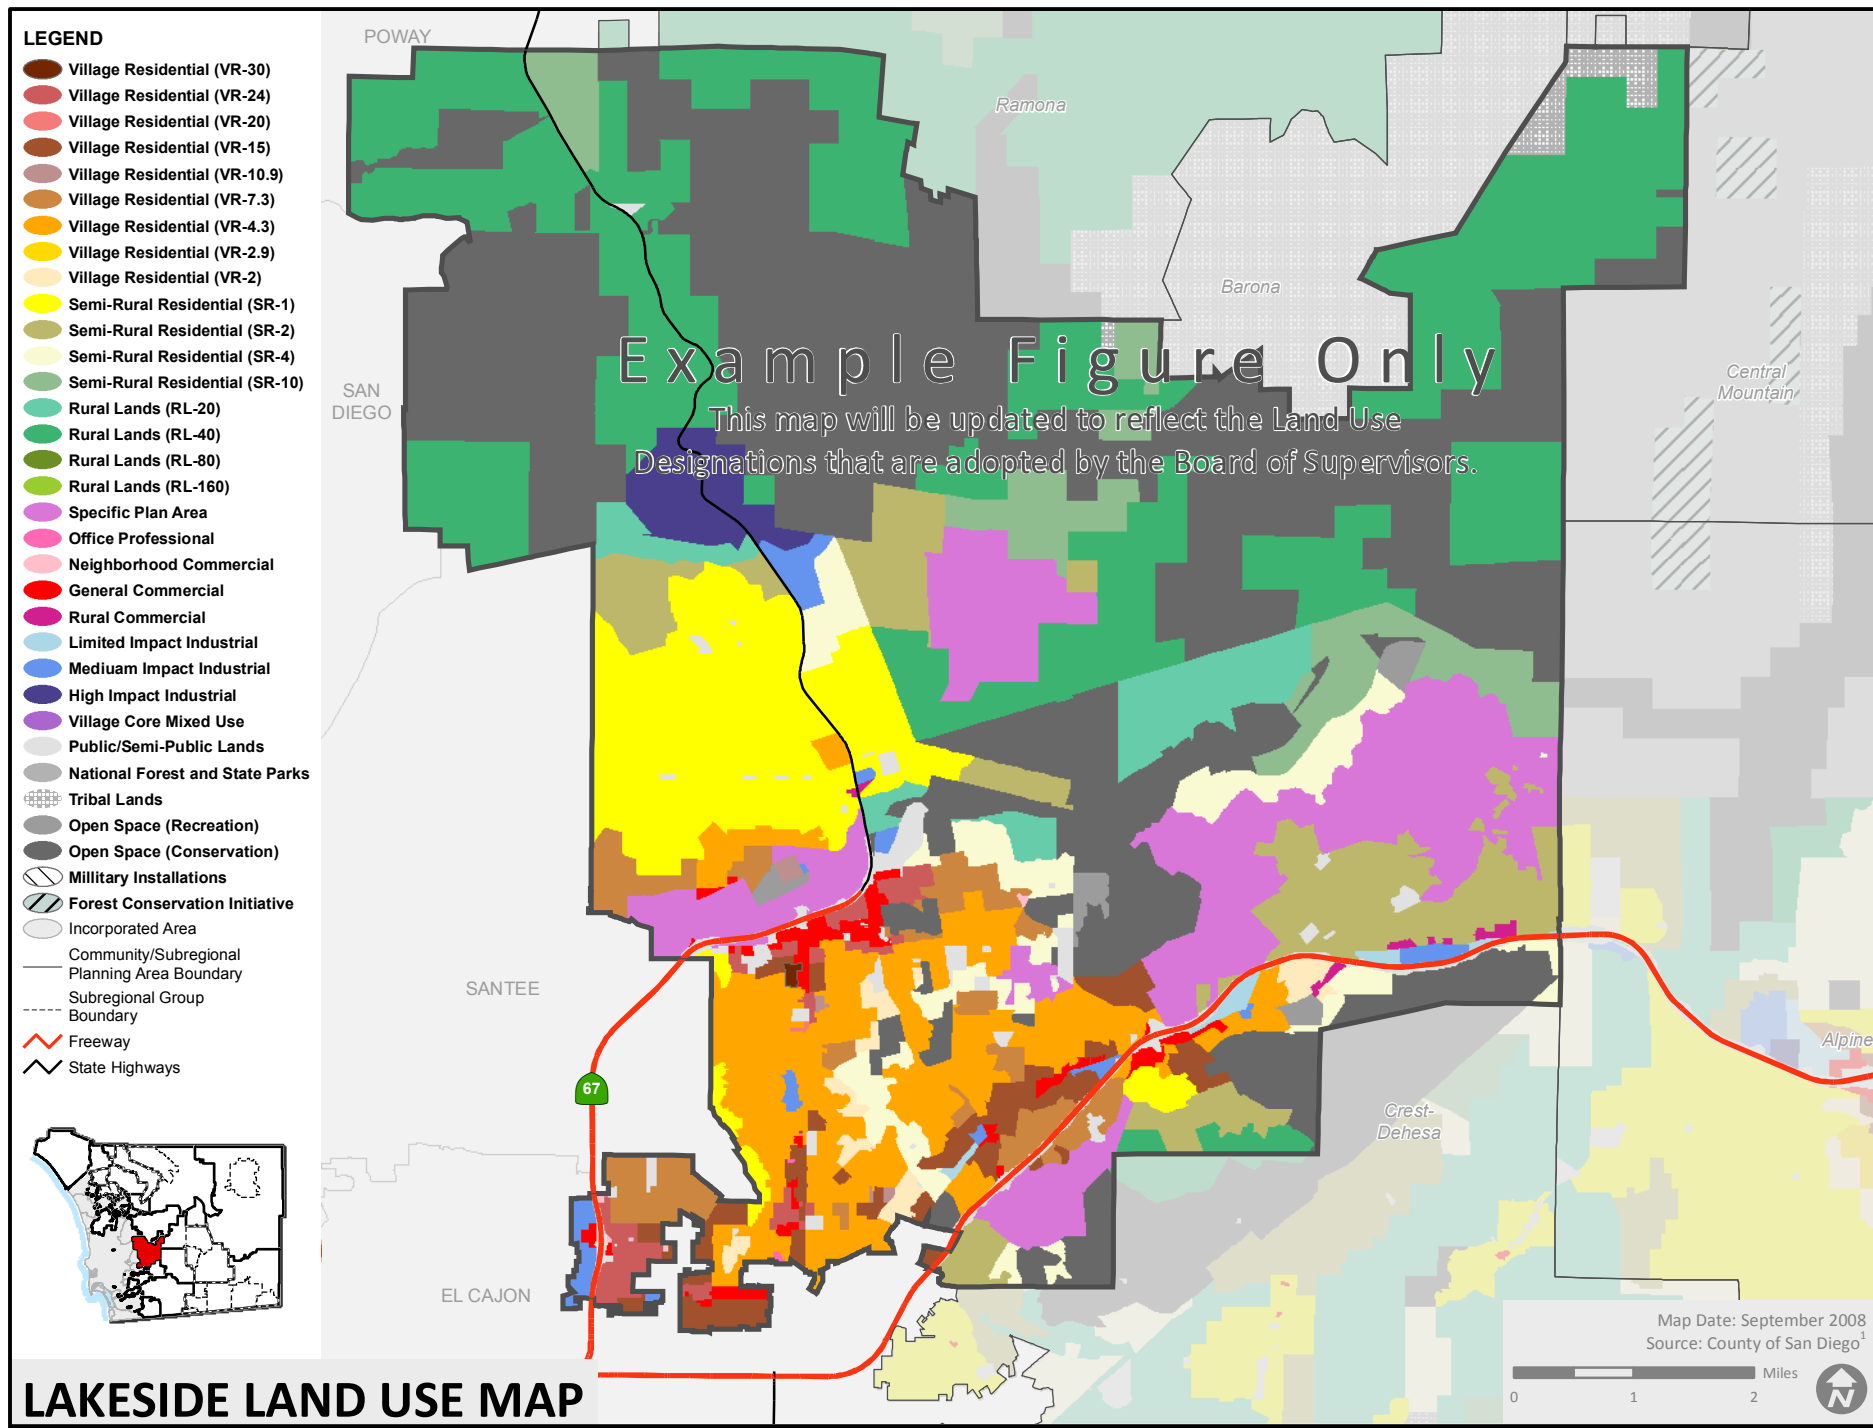 LEGEND
Village Residential (VR-30)
Village Residential (VR-24)
Village Residential (VR-20)
Village Residential (VR-15)
Village Residential (VR-10.9)
Village Residential (VR-7.3)
Village Residential (VR-4.3)
Village Residential (VR-2.9)
Village Residential (VR-2)
Semi-Rural Residential (SR-1)
Semi-Rural Residential (SR-2)
Semi-Rural Residential (SR-4)
Semi-Rural Residential (SR-10)
Rural Lands (RL-20)
Rural Lands (RL-40)
Rural Lands (RL-80)
Rural Lands (RL-160)
Specific Plan Area
Office Professional
Neighborhood Commercial
General Commercial
Rural Commercial
Limited Impact Industrial
Mediuam Impact Industrial
High Impact Industrial
Village Core Mixed Use
Public/Semi-Public Lands
National Forest and State Parks
Tribal Lands
Open Space (Recreation)
Open Space (Conservation)
Millitary Installations
Forest Conservation Initiative
Incorporated Area
Community/Subregional
Planning Area Boundary
Subregional Group
Boundary
Freeway
State Highways
POWAY
Ramona
Barona
SAN
DIEGO
Central
Mountain
Example Figure Only
This map will be updated to reflect the Land Use
Designations that are adopted by the Board of Supervisors.
SANTEE
67
Alpine
Crest-
Dehesa
EL CAJON
Map Date: September 2008
Source: County of San Diego1
Miles
0 1 2
N
LAKESIDE LAND USE MAP